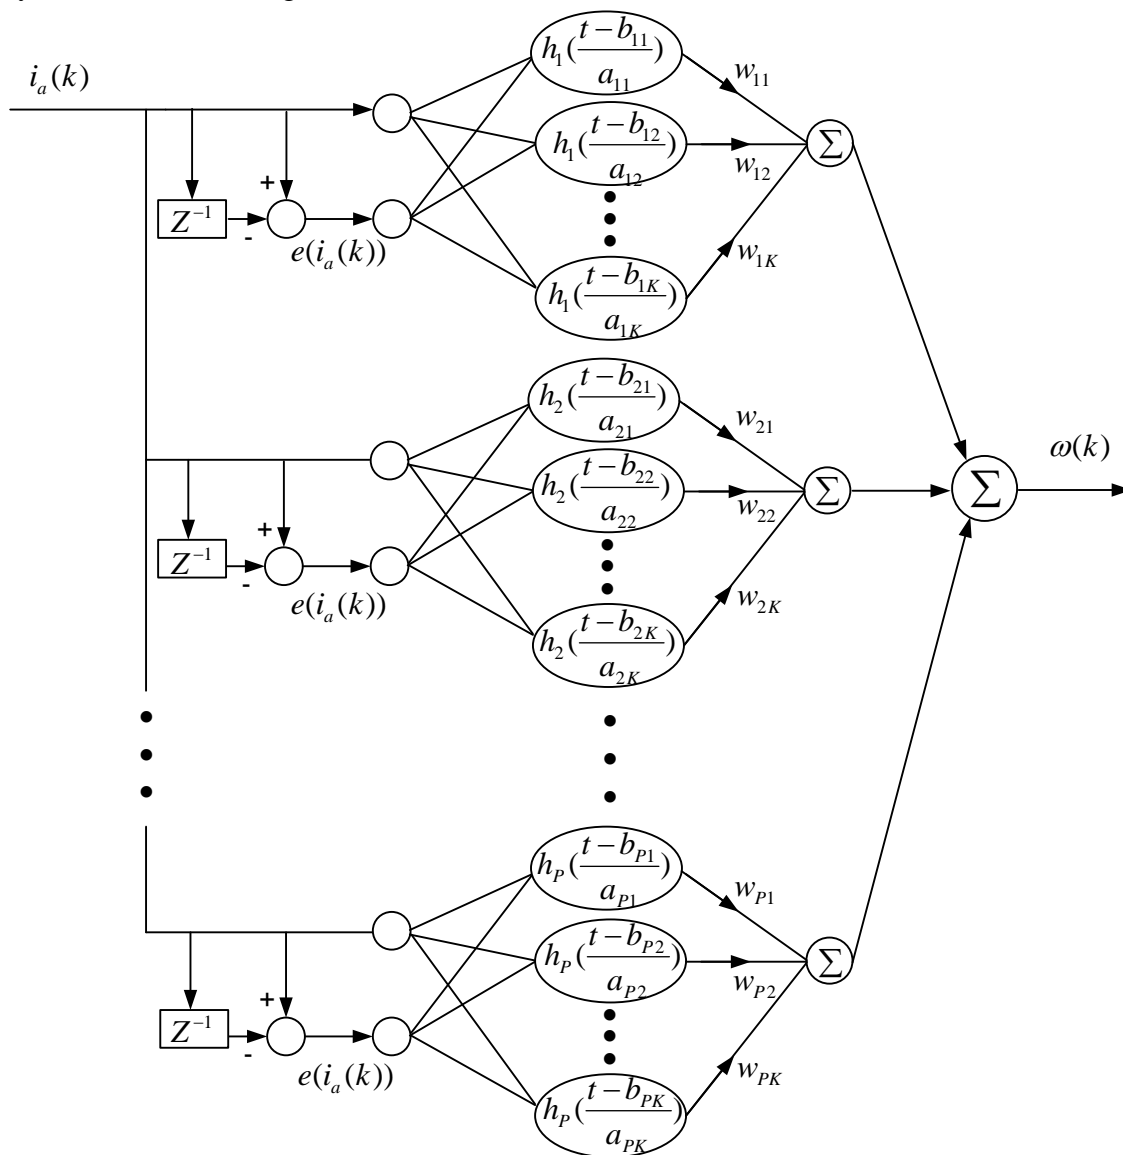 i_a(k)
h_1((t-b_11)/a_11)
w_11
h_1((t-b_12)/a_12)
w_12
Σ
+
Z^-1
-
e(i_a(k))
h_1((t-b_1K)/a_1K)
w_1K
h_2((t-b_21)/a_21)
w_21
h_2((t-b_22)/a_22)
w_22
Σ
Σ
ω(k)
+
Z^-1
-
e(i_a(k))
h_2((t-b_2K)/a_2K)
w_2K
h_P((t-b_P1)/a_P1)
w_P1
h_P((t-b_P2)/a_P2)
w_P2
Σ
+
Z^-1
-
e(i_a(k))
h_P((t-b_PK)/a_PK)
w_PK